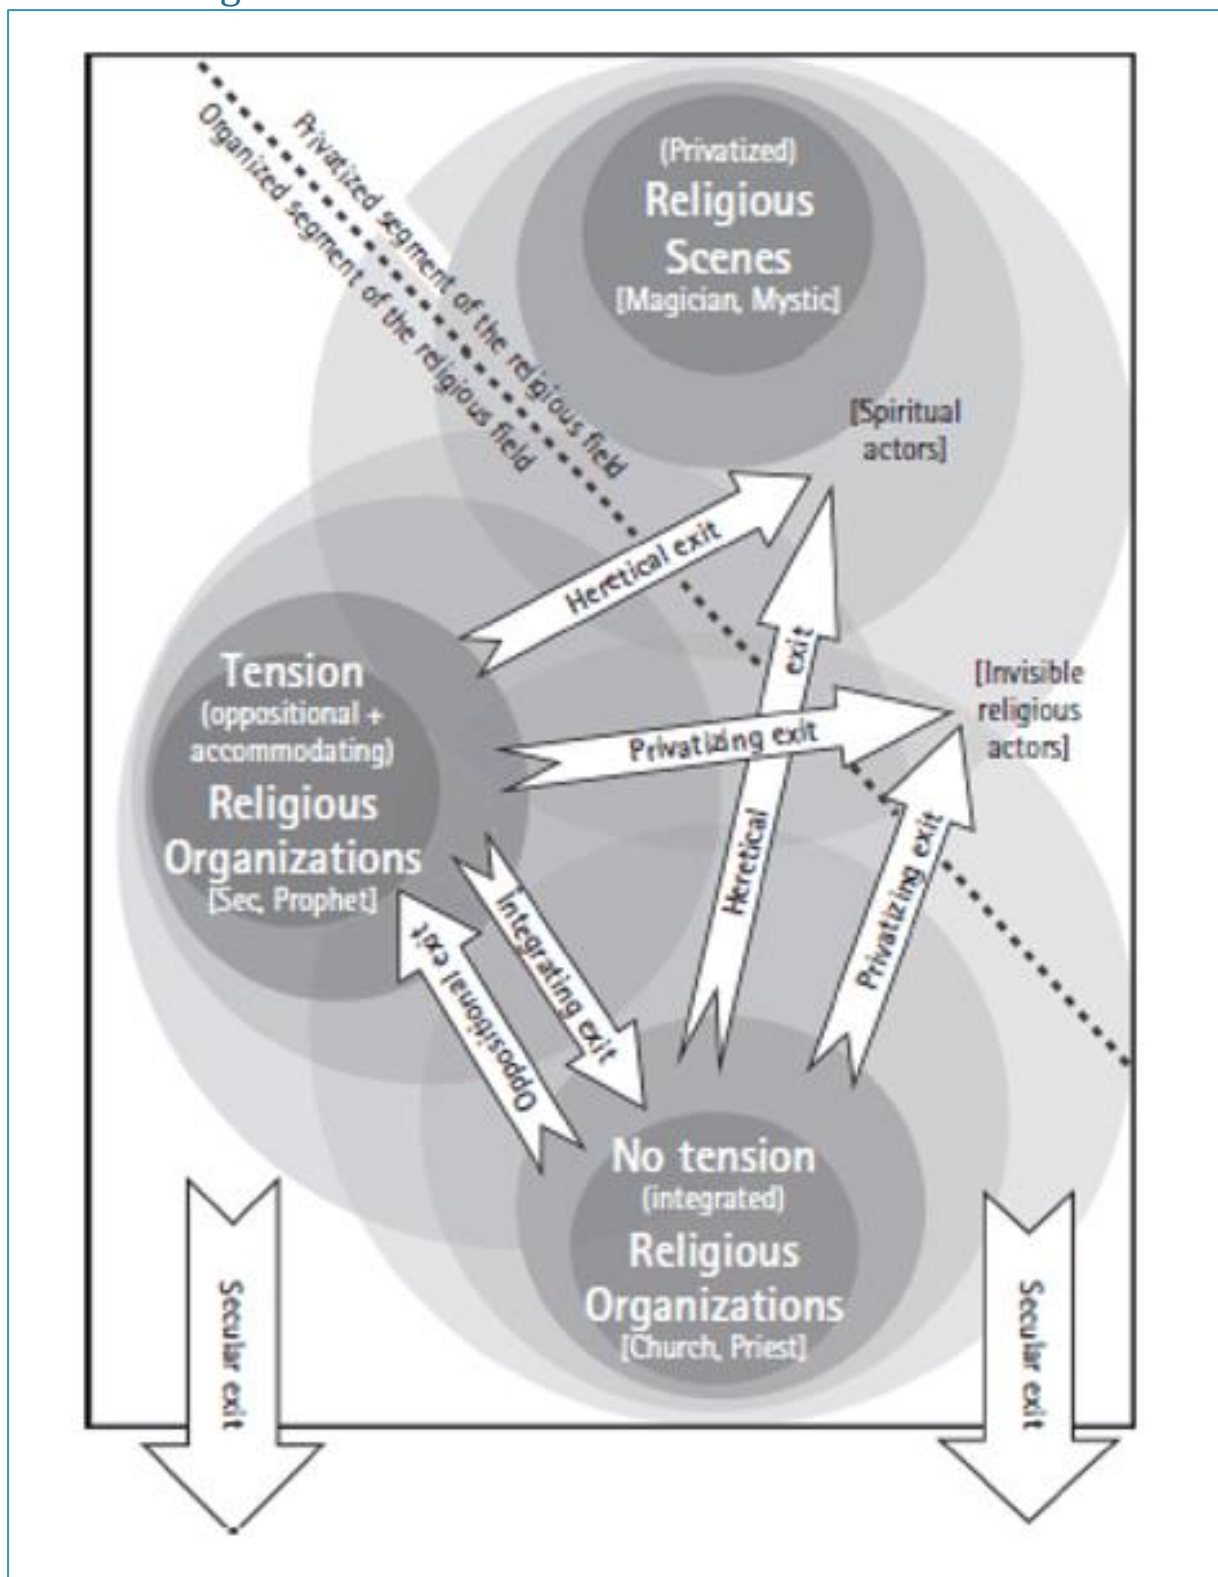 Privatized segment of the religious field
Organized segment of the religious field
(Privatized)
Religious
Scenes
[Magician, Mystic]
[Spiritual
actors]
Heretical exit
Tension
(oppositional +
accommodating)
Religious
Organizations
[Sec, Prophet]
[Invisible
religious
actors]
Privatizing exit
Heretical exit
Privatizing exit
Integrating exit
Oppositional exit
No tension
(integrated)
Religious
Organizations
[Church, Priest]
Secular exit
Secular exit